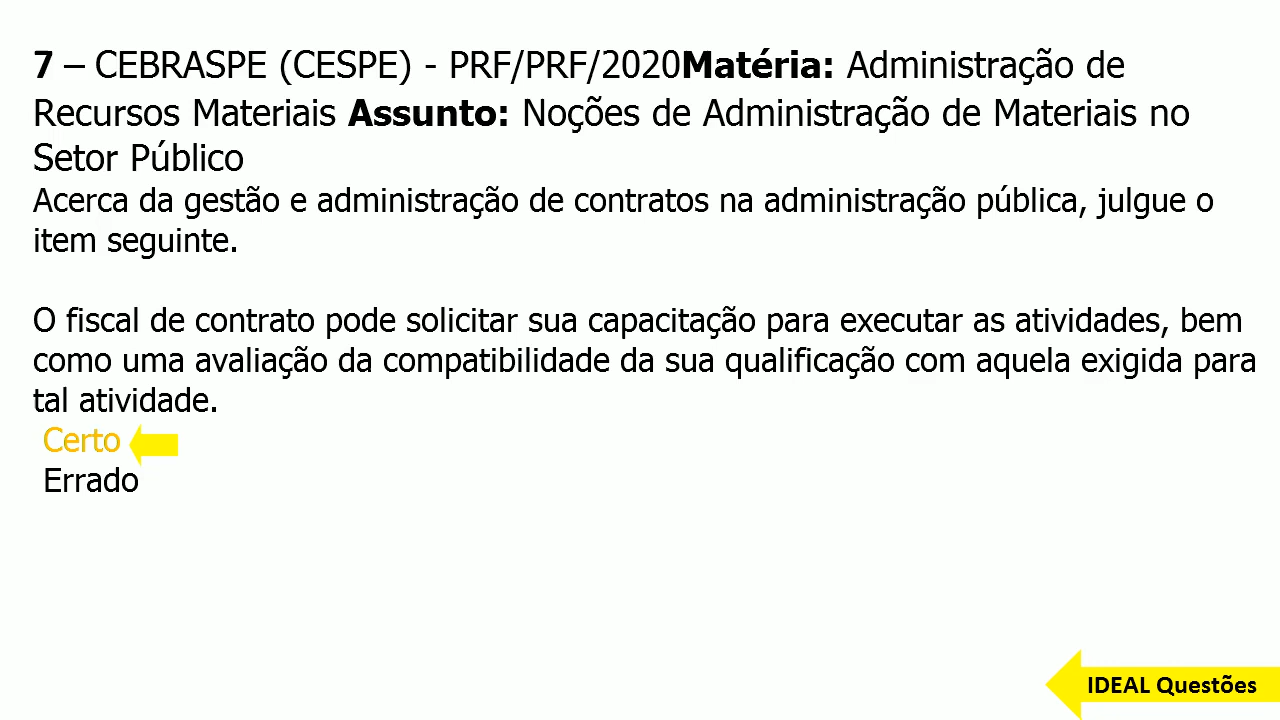 7 – CEBRASPE (CESPE) - PRF/PRF/2020Matéria: Administração de
Recursos Materiais Assunto: Noções de Administração de Materiais no
Setor Público
Acerca da gestão e administração de contratos na administração pública, julgue o
item seguinte.
O fiscal de contrato pode solicitar sua capacitação para executar as atividades, bem
como uma avaliação da compatibilidade da sua qualificação com aquela exigida para
tal atividade.
Certo
Errado
IDEAL Questões